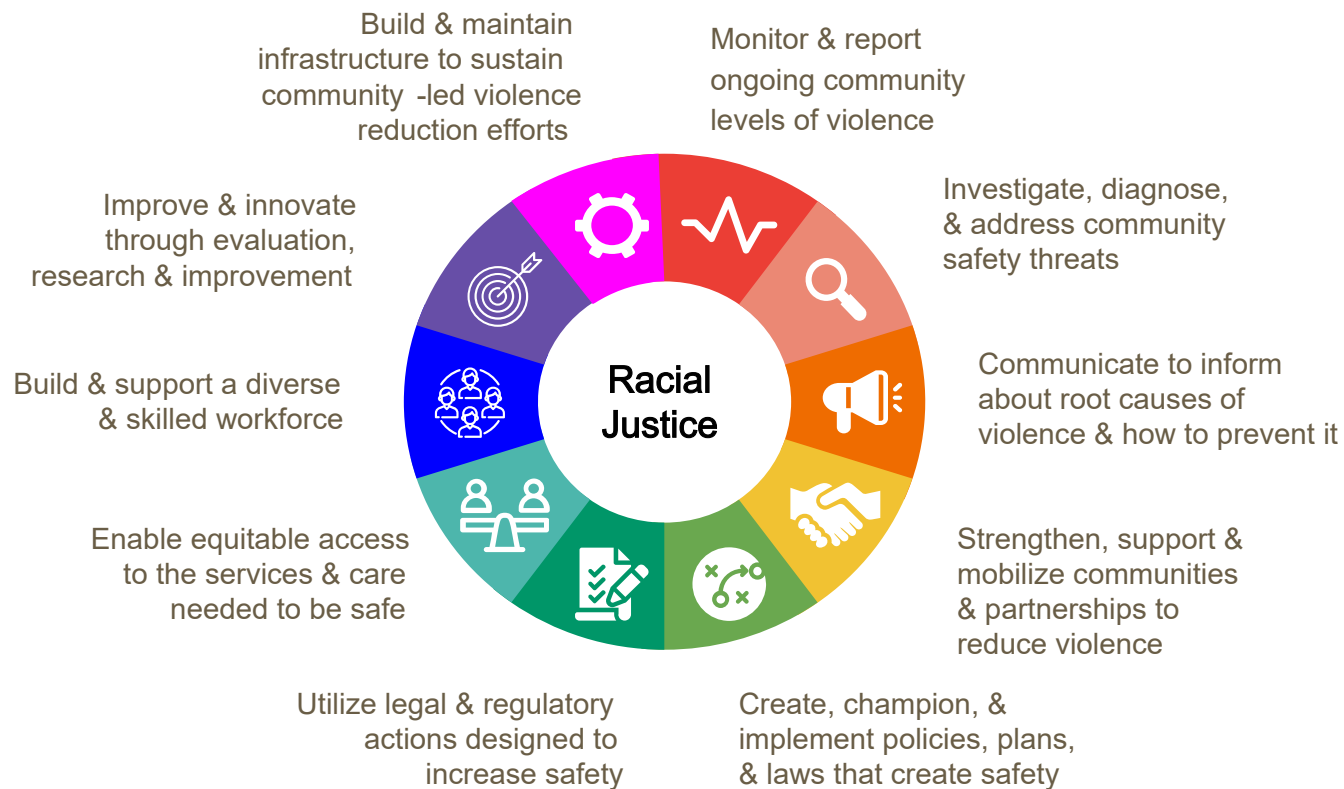 Build & maintain
infrastructure to sustain
community -led violence
reduction efforts
Monitor & report
ongoing community
levels of violence
Investigate, diagnose,
& address community
safety threats
Communicate to inform
about root causes of
violence & how to prevent it
Strengthen, support &
mobilize communities
& partnerships to
reduce violence
Create, champion, &
implement policies, plans,
& laws that create safety
Utilize legal & regulatory
actions designed to
increase safety
Enable equitable access
to the services & care
needed to be safe
Build & support a diverse
& skilled workforce
Improve & innovate
through evaluation,
research & improvement
Racial
Justice